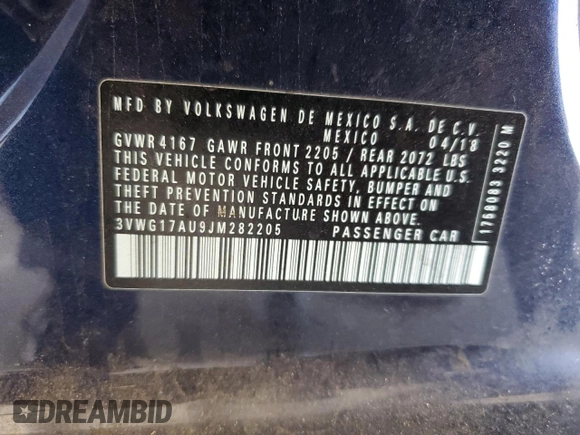 MFD BY VOLKSWAGEN DE MEXICO S.A. DE C.V.
MEXICO 04/18
GVWR 4167 GAWR FRONT 2205 / REAR 2072 LBS
THIS VEHICLE CONFORMS TO ALL APPLICABLE U.S.
FEDERAL MOTOR VEHICLE SAFETY, BUMPER AND
THEFT PREVENTION STANDARDS IN EFFECT ON
THE DATE OF MANUFACTURE SHOWN ABOVE.
3VWG17AU9JM282205 PASSENGER CAR
1758083 3220 M
DREAMBID